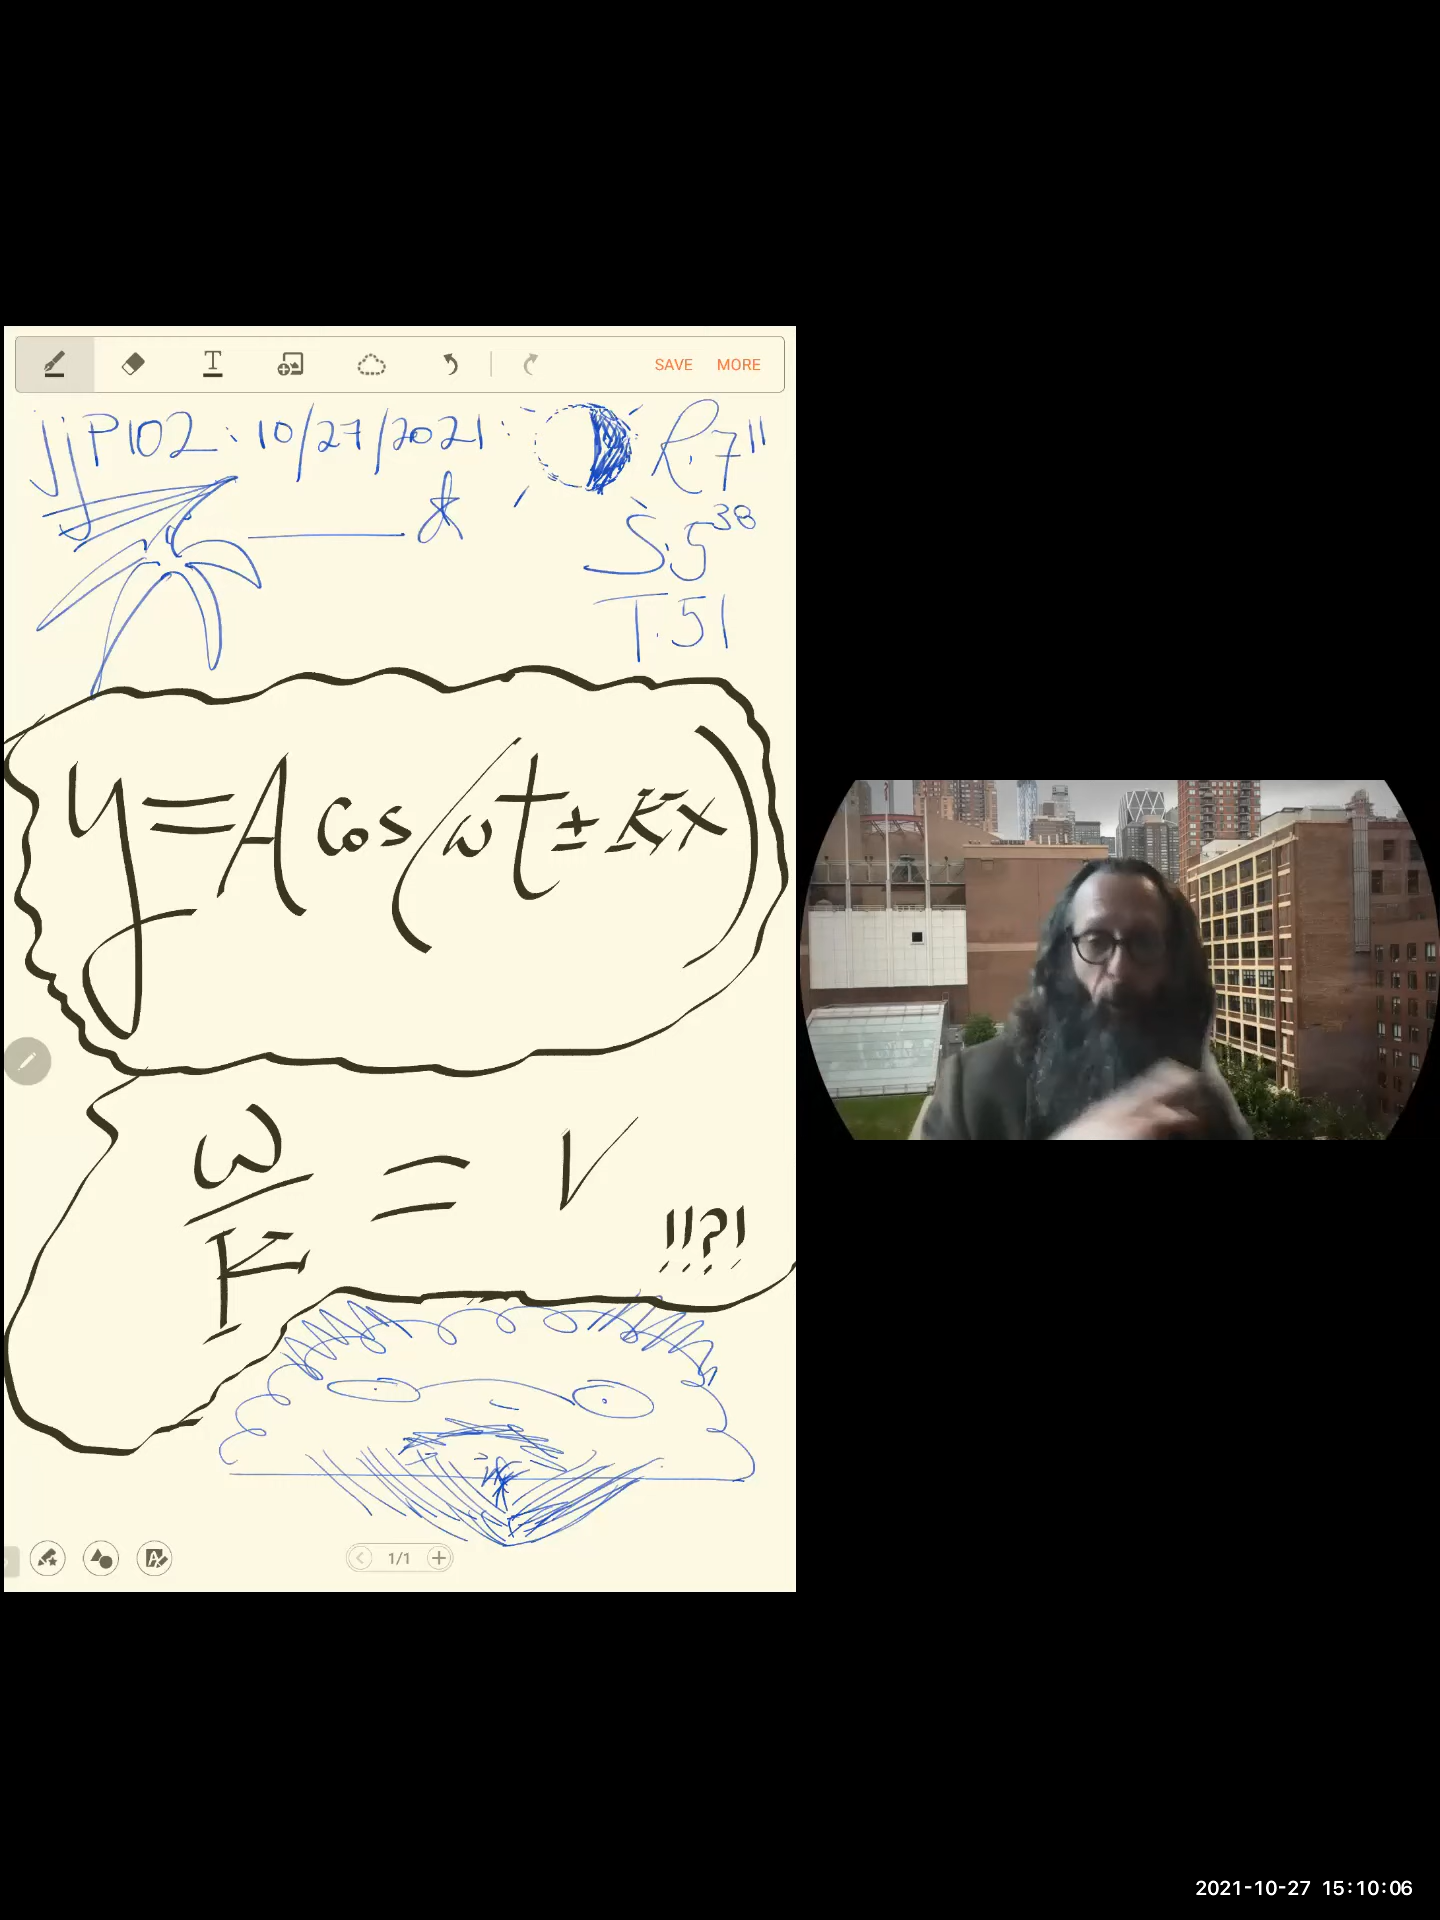 SAVE MORE
jjP102: 10/27/2021: R.7¹¹
S.5³⁸
T.51
y=A cos(ωt±kx)
ω/k = v
!!?!
1/1
2021-10-27 15:10:06